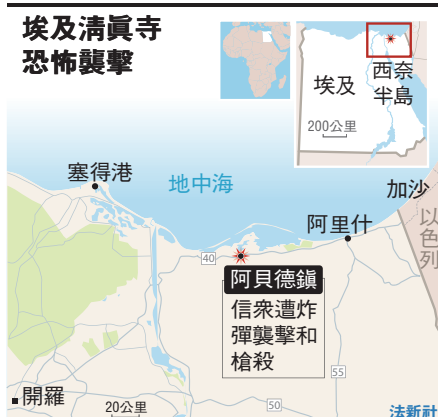 埃及清眞寺
恐怖襲擊
埃及
西奈
半島
200公里
塞得港
地中海
加沙
以色列
阿里什
40
阿貝德鎭
信衆遭炸
彈襲擊和
槍殺
55
開羅
20公里
50
法新社